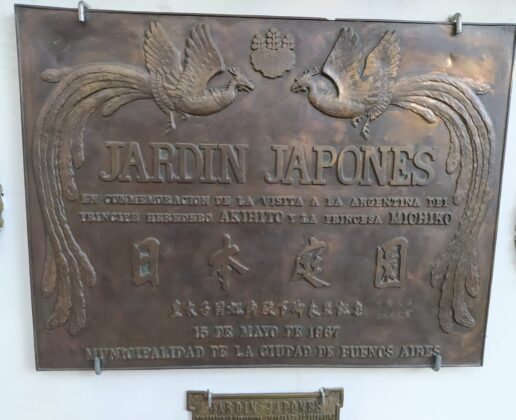 JARDIN JAPONES
EN CONMEMORACION DE LA VISITA A LA ARGENTINA DEL
PRINCIPE HEREDERO AKIHITO Y LA PRINCESA MICHIKO
日本庭園
15 DE MAYO DE 1967
MUNICIPALIDAD DE LA CIUDAD DE BUENOS AIRES
JARDIN JAPONES